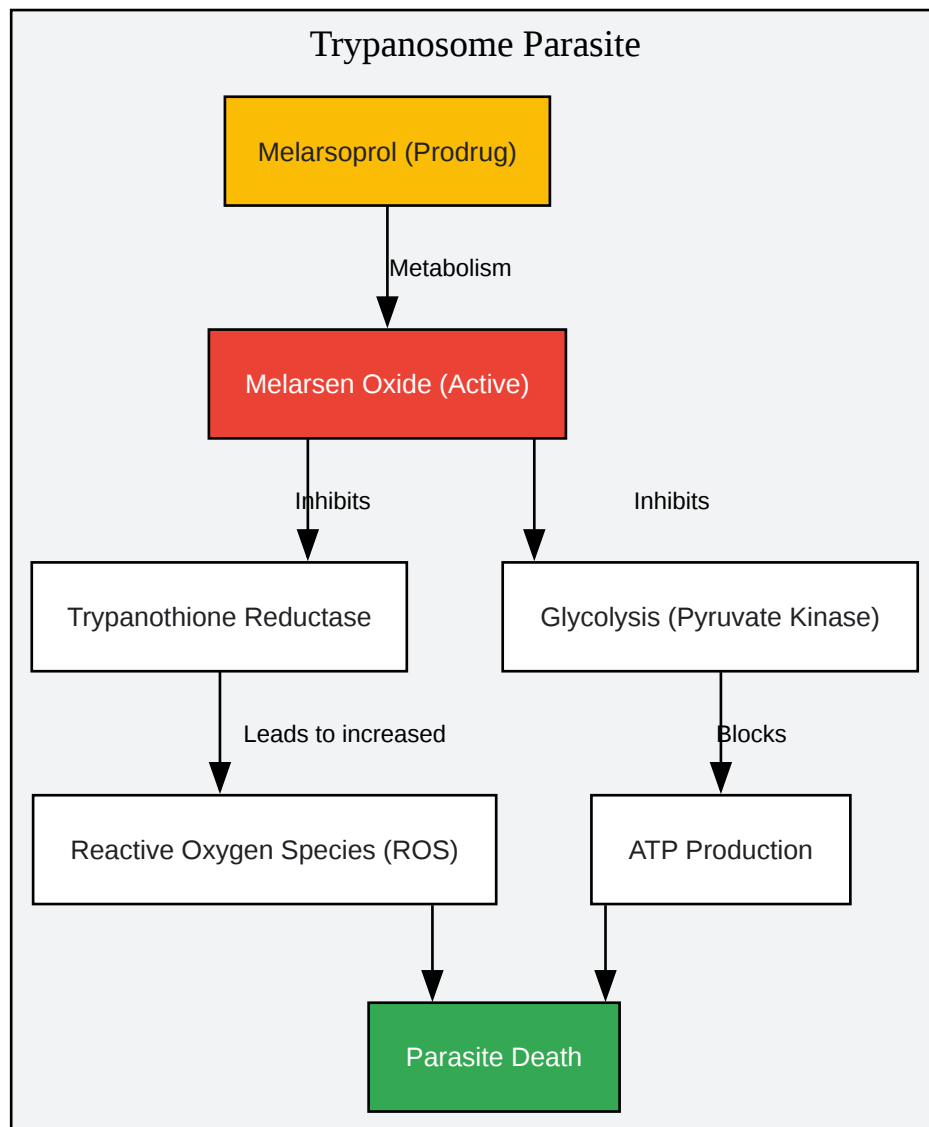 Trypanosome Parasite
Melarsoprol (Prodrug)
Metabolism
Melarsen Oxide (Active)
Inhibits
Inhibits
Trypanothione Reductase
Glycolysis (Pyruvate Kinase)
Leads to increased
Blocks
Reactive Oxygen Species (ROS)
ATP Production
Parasite Death